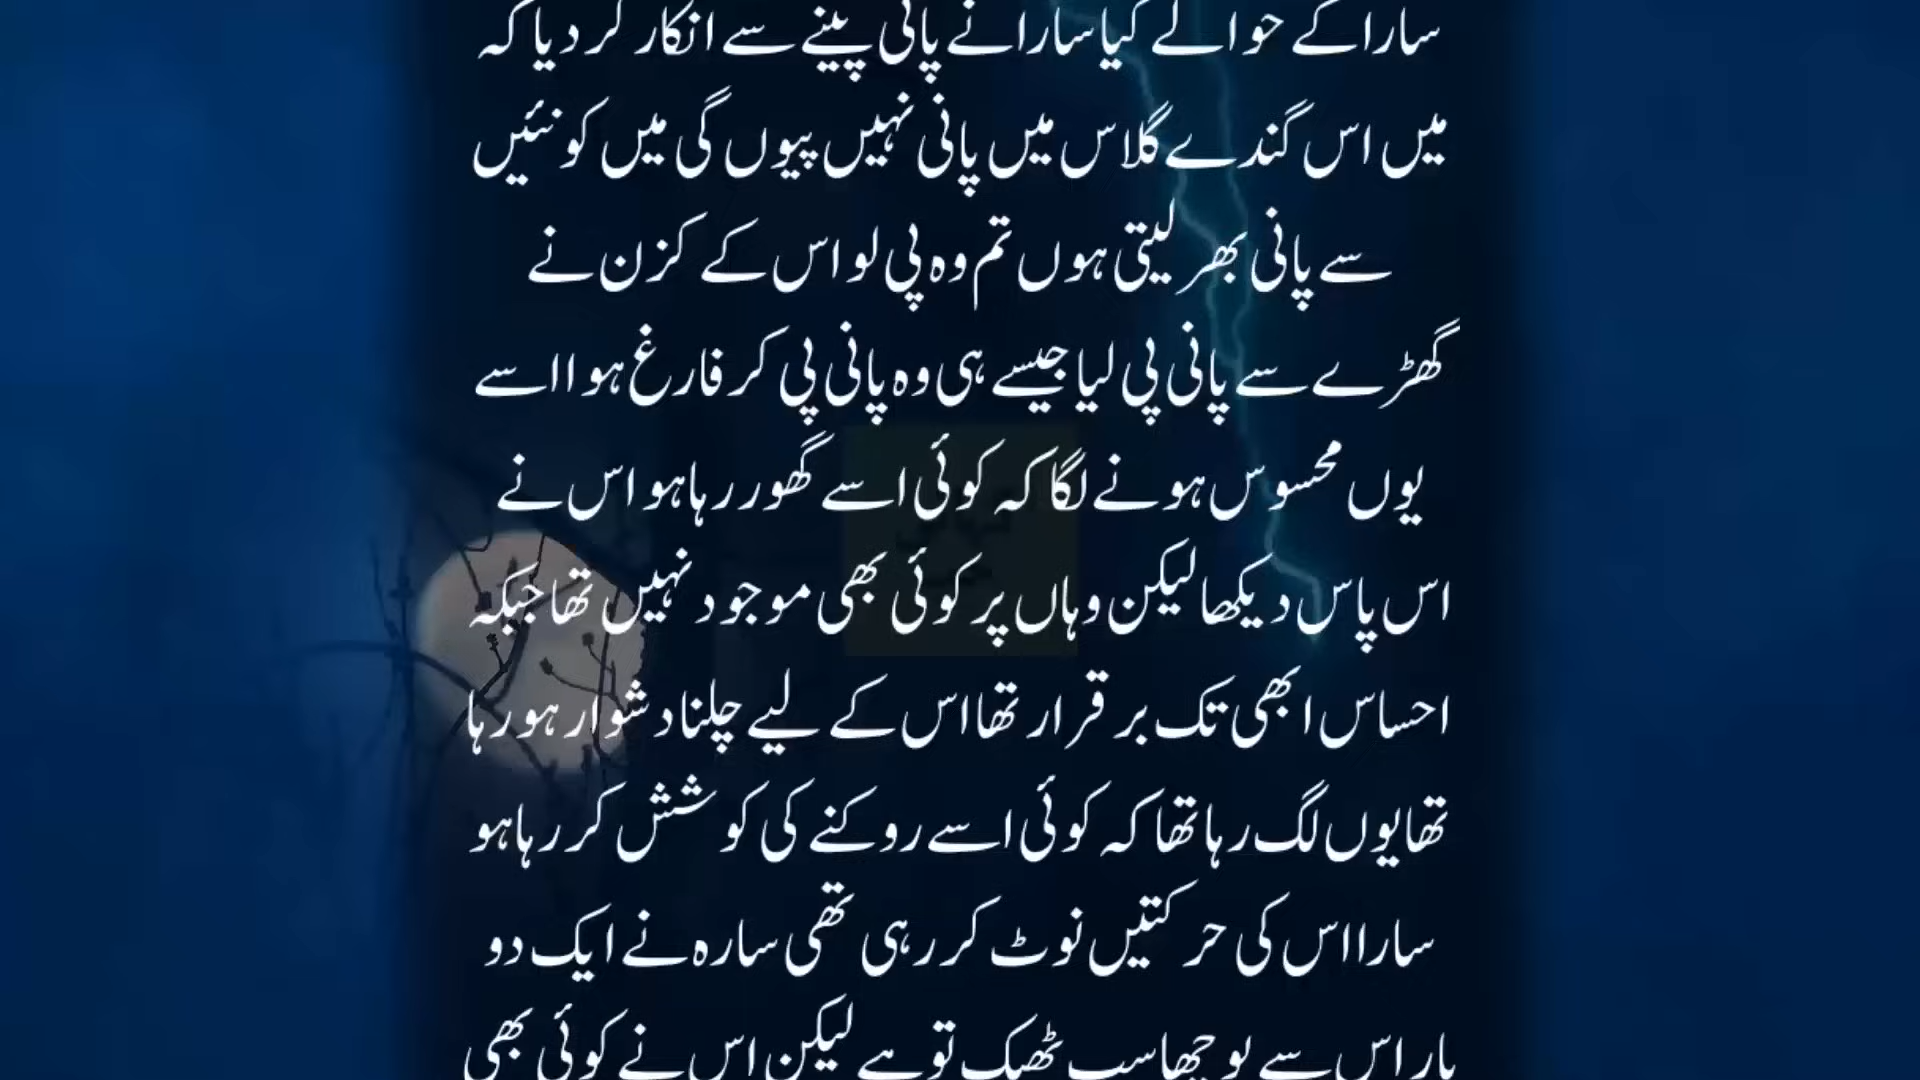 سارا کے حوالے کیا سارا نے پانی پینے سے انکار کر دیا کہ
میں اس گندے گلاس میں پانی نہیں پیوں گی میں کونئیں
سے پانی بھر لیتی ہوں تم وہ پی لو اس کے کزن نے
گھڑے سے پانی پی لیا جیسے ہی وہ پانی پی کر فارغ ہوا اسے
یوں محسوس ہونے لگا کہ کوئی اسے گھور رہا ہو اس نے
اس پاس دیکھا لیکن وہاں پر کوئی بھی موجود نہیں تھا جبکہ
احساس ابھی تک برقرار تھا اس کے لیے چلنا دشوار ہو رہا
تھا یوں لگ رہا تھا کہ کوئی اسے روکنے کی کوشش کر رہا ہو
سارا اس کی حرکتیں نوٹ کر رہی تھی سارہ نے ایک دو
بار اس سے پوچھا سب ٹھیک تو ہے لیکن اس نے کوئی بھی